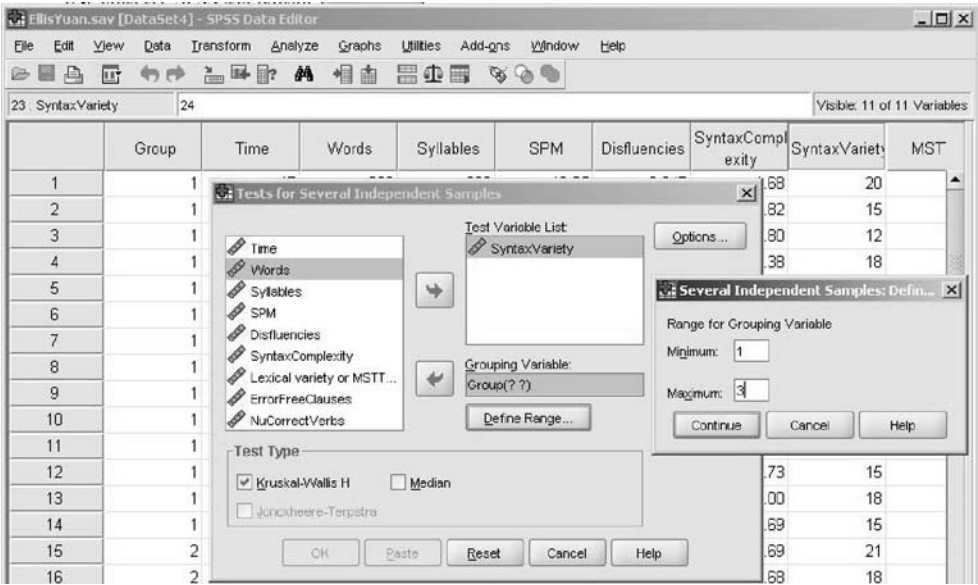 EllisYuan.sav [DataSet4] - SPSS Data Editor
File Edit View Data Transform Analyze Graphs Utilities Add-ons Window Help
23 : SyntaxVariety 24 Visible: 11 of 11 Variables
Group Time Words Syllables SPM Disfluencies SyntaxCompl exity SyntaxVariety MST
1 1 .68 20
2 1 .82 15
3 1 .80 12
4 1 .38 18
5 1
6 1
7 1
8 1
9 1
10 1
11 1
12 1 .73 15
13 1 .00 18
14 1 .69 15
15 2 .69 21
16 2 .68 18
Tests for Several Independent Samples
Time
Words
Syllables
SPM
Disfluencies
SyntaxComplexity
Lexical variety or MSTT...
ErrorFreeClauses
NuCorrectVerbs
Test Variable List:
SyntaxVariety
Options...
Grouping Variable:
Group(? ?)
Define Range...
Test Type
Kruskal-Wallis H Median
Jonckheere-Terpstra
OK Paste Reset Cancel Help
Several Independent Samples: Defin...
Range for Grouping Variable
Minimum: 1
Maximum: 3
Continue Cancel Help